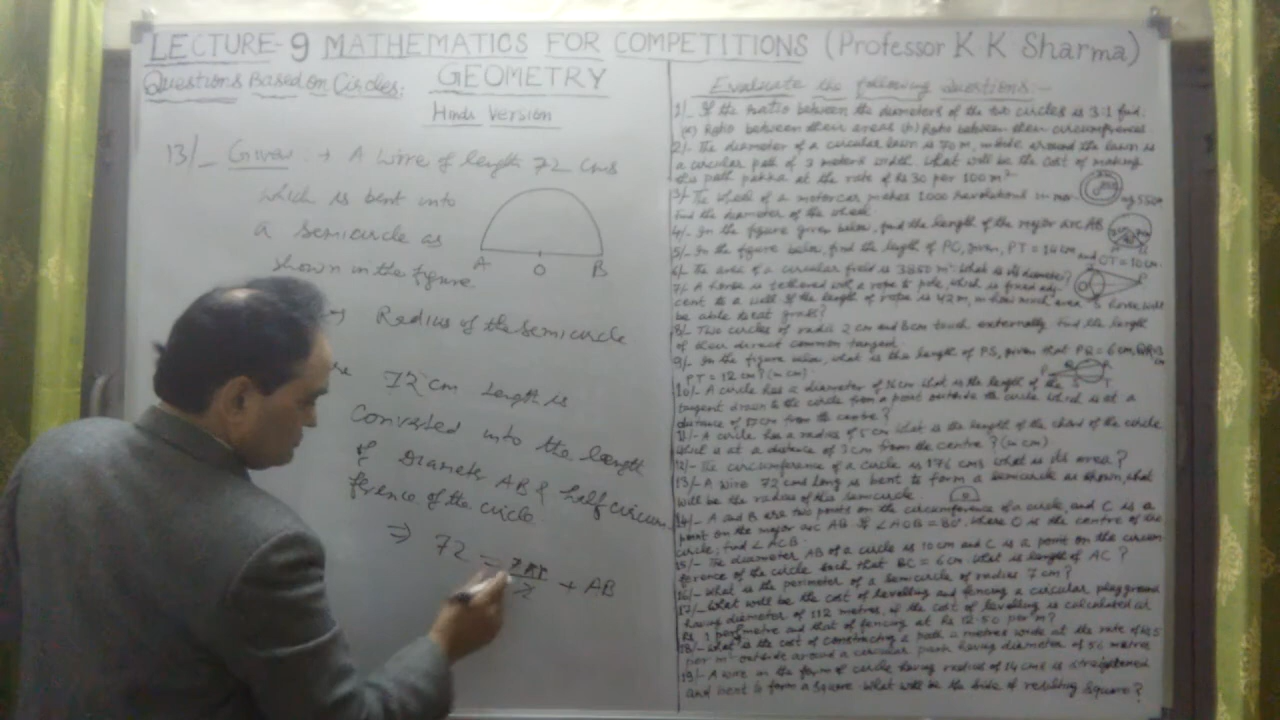 LECTURE-9 MATHEMATICS FOR COMPETITIONS (Professor K K Sharma)
Questions Based on Circles:
GEOMETRY
Hindi Version
13/_ Given → A wire of length 72 cms
which is bent into
a semicircle as
shown in the figure
A O B
Radius of the semicircle
72 cm length is
Converted into the length
of Diameter AB & half circum
ference of the circle
⇒ 72 = 2πr/2 + AB
Evaluate the following Questions:-
1/_ If the ratio between the diameters of the two circles is 3:1 find.
(a) Ratio between their areas (b) Ratio between their circumferences
2/- The diameter of a circular lawn is 70 m, outside around the lawn is
a circular path of 7 meters width. What will be the cost of making
this path pakka at the rate of Rs 30 per 100 m²
3/- The wheel of a motorcar makes 1000 revolutions in
find the diameter of the wheel.
4/- In the figure given below, find the length of the major arc AB
5/- In the figure below, find the length of PO, given, PT = 14 cm and OT = 10 cm.
6/- The area of a circular field is 3850 m² what is its diameter?
7/- A horse is tethered with a rope to pole, which is fixed adj-
cent to a wall if the length of rope is 42 m, in how much area horse will
be able to eat grass?
8/- Two circles of radii 2 cm and 8 cm touch externally find the length
of their direct common tangent.
9/- In the figure below, what is the length of PS, given that PQ = 6 cm,
PT = 12 cm? (in cm)
10/- A circle has a diameter of 16 cm what is the length of the
tangent drawn to the circle from a point outside the circle which is at a
distance of cm from the centre?
11/- A circle has a radius of 5 cm what is the length of the chord of the circle
which is at a distance of 3 cm from the centre? (in cm)
12/- The circumference of a circle is 176 cms what is its area?
13/- A wire 72 cms long is bent to form a semicircle as shown, what
will be the radius of this semicircle.
14/- A and B are two points on the circumference of a circle, and C is a
point on the major arc AB if ∠AOB = 80°, where O is the centre of the
circle; find ∠ACB.
15/- The diameter AB of a circle is 10 cm and C is a point on the circum
ference of the circle such that BC = 6 cm what is length of AC?
16/- What is the perimeter of a semicircle of radius 7 cm?
17/- What will be the cost of levelling and fencing a circular playground
having diameter of 112 metres, if the cost of levelling is calculated at
Rs 1 per metre and that of fencing at Rs 12.50 per m?
18/- What is the cost of constructing a path 2 metres wide at the rate of Rs 5
per m² outside around a circular park having diameter of 56 metres
19/- A wire in the form of circle having radius of 14 cms is straightened
and bent to form a square. What will be the side of resulting square?